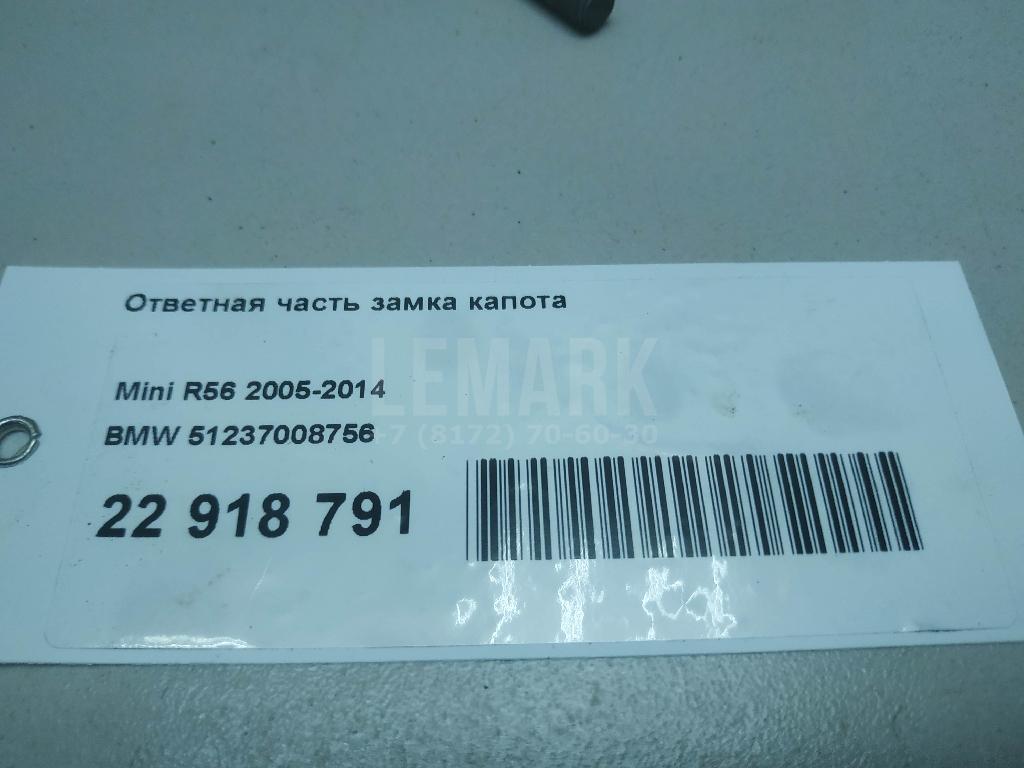 Ответная часть замка капота
LEMARK
Mini R56 2005-2014
+7 (8172) 70-60-30
BMW 51237008756
22 918 791